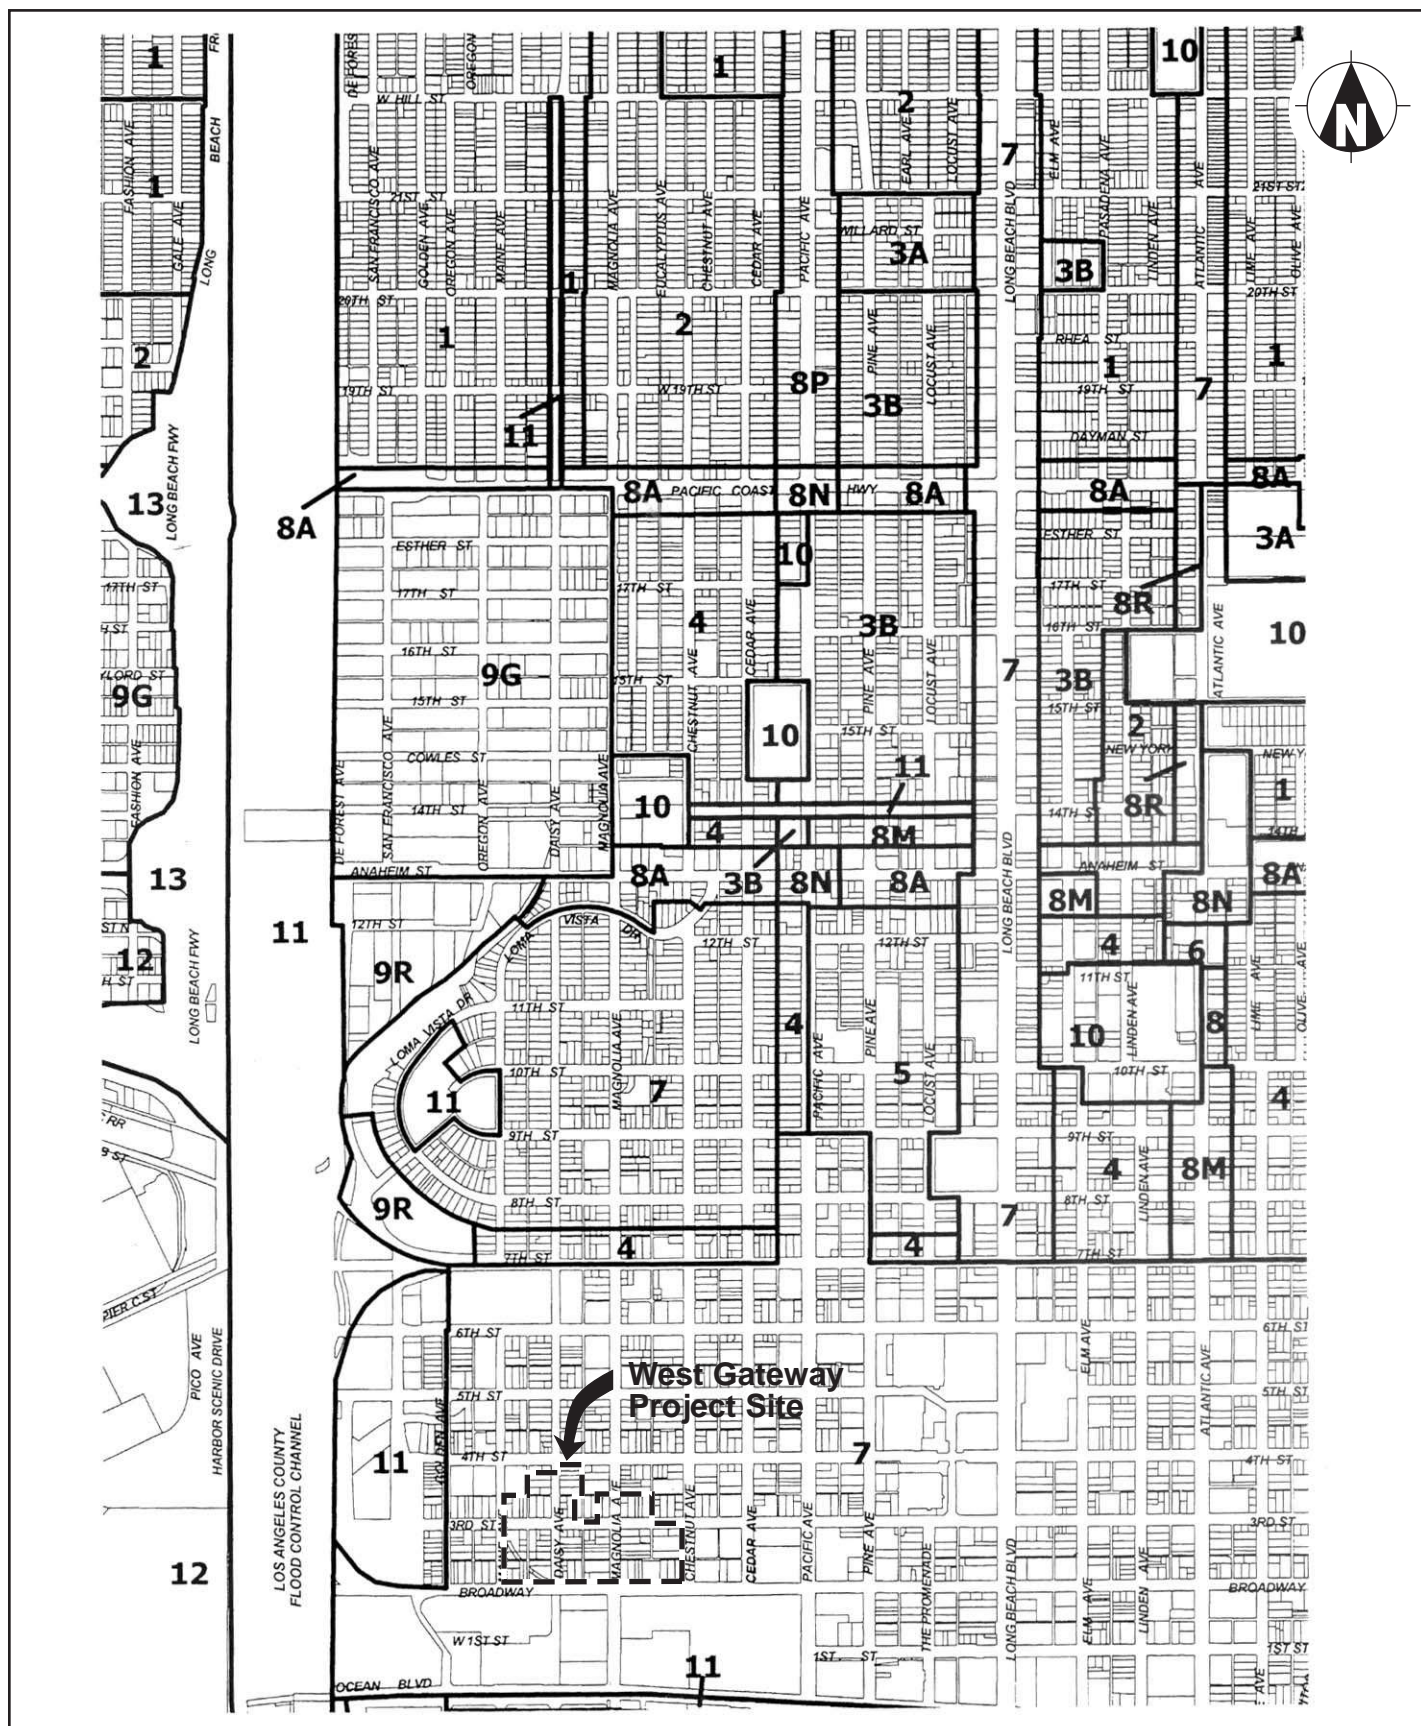 1
DE FORES
OREGON
1
10
1
FR
N
W HILL ST
2
EARL AVE
LOCUST AVE
7
ELM AVE
PASADENA AVE
AVE
BEACH
FASHION AVE
1
GALE AVE
LONG
SAN FRANCISCO AVE
21ST ST
GOLDEN AVE
OREGON AVE
MAINE AVE
MAGNOLIA AVE
EUCALYPTUS AVE
CHESTNUT AVE
CEDAR AVE
PACIFIC AVE
WILLARD ST
3A
LONG BEACH BLVD
3B
LINDEN AVE
ATLANTIC
LIME AVE
OLIVE AVE
21ST ST
20TH ST
1
20TH ST
2
1
2
PINE AVE
LOCUST AVE
RHEA ST
1
1
19TH ST
W 19TH ST
8P
3B
19TH ST
7
11
DAYMAN ST
LONG BEACH FWY
13
8A
8A
PACIFIC COAST
8N
HWY
8A
8A
8A
3A
ESTHER ST
10
ESTHER ST
17TH ST
17TH ST
17TH ST
17TH ST
8R
4
CEDAR AVE
3B
16TH ST
ATLANTIC AVE
10
16TH ST
9G
15TH ST
CHESTNUT AVE
PINE AVE
LOCUST AVE
7
3B
9G
15TH ST
15TH ST
2
10
15TH ST
FASHION AVE
DE FOREST AVE
SAN FRANCISCO AVE
COWLES ST
NEW YORK
NEW Y
11
1
14TH ST
OREGON AVE
DAISY AVE
MAGNOLIA AVE
10
4
8M
LONG BEACH BLVD
14TH ST
8R
14TH
13
ANAHEIM ST
8A
3B
8N
8A
ANAHEIM ST
8M
8N
8A
11
12TH ST
LOMA
VISTA
DR
12TH ST
12TH ST
4
6
12
LONG BEACH FWY
9R
11TH ST
11TH ST
LIME AVE
OLIVE AVE
LOMA VISTA DR
MAGNOLIA AVE
4
PACIFIC AVE
PINE AVE
5
LOCUST AVE
10
LINDEN AVE
8
10TH ST
7
10TH ST
11
4
RR
9TH ST
9TH ST
4
LINDEN AVE
8M
9R
8TH ST
7
8TH ST
7TH ST
4
4
7TH ST
PIER C ST
PICO AVE
HARBOR SCENIC DRIVE
6TH ST
ELM AVE
ATLANTIC AVE
6TH ST
West Gateway
Project Site
5TH ST
5TH ST
GOLDEN AVE
LOS ANGELES COUNTY
FLOOD CONTROL CHANNEL
11
4TH ST
7
4TH ST
3RD ST
DAISY AVE
MAGNOLIA AVE
CHESTNUT AVE
CEDAR AVE
PACIFIC AVE
PINE AVE
THE PROMENADE
LONG BEACH BLVD
ELM AVE
LINDEN AVE
3RD ST
12
BROADWAY
BROADWAY
W 1ST ST
1ST ST
1ST ST
11
OCEAN BLVD
AVE